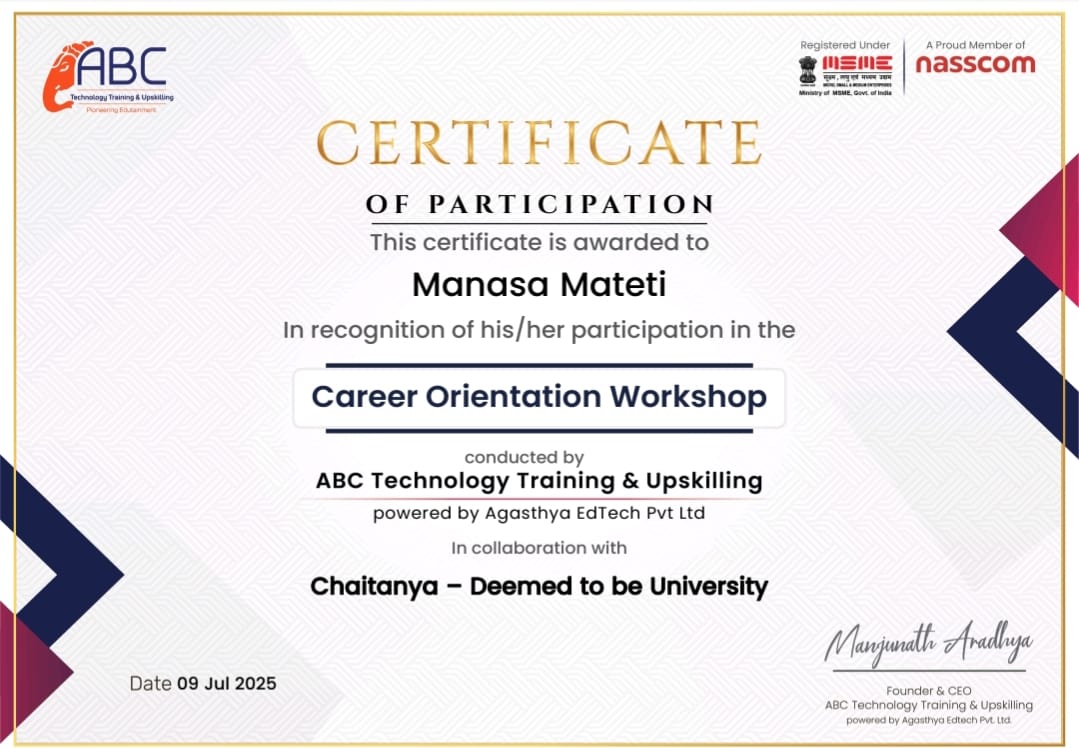 ABC
Technology Training & Upskilling
Pioneering Edutainment
Registered Under
MSME
सूक्ष्म, लघु एवं मध्यम उद्यम
MICRO, SMALL & MEDIUM ENTERPRISES
Ministry of MSME, Govt. of India
A Proud Member of
nasscom
CERTIFICATE
OF PARTICIPATION
This certificate is awarded to
Manasa Mateti
In recognition of his/her participation in the
Career Orientation Workshop
conducted by
ABC Technology Training & Upskilling
powered by Agasthya EdTech Pvt Ltd
In collaboration with
Chaitanya – Deemed to be University
Date 09 Jul 2025
Manjunath Aradhya
Founder & CEO
ABC Technology Training & Upskilling
powered by Agasthya Edtech Pvt. Ltd.